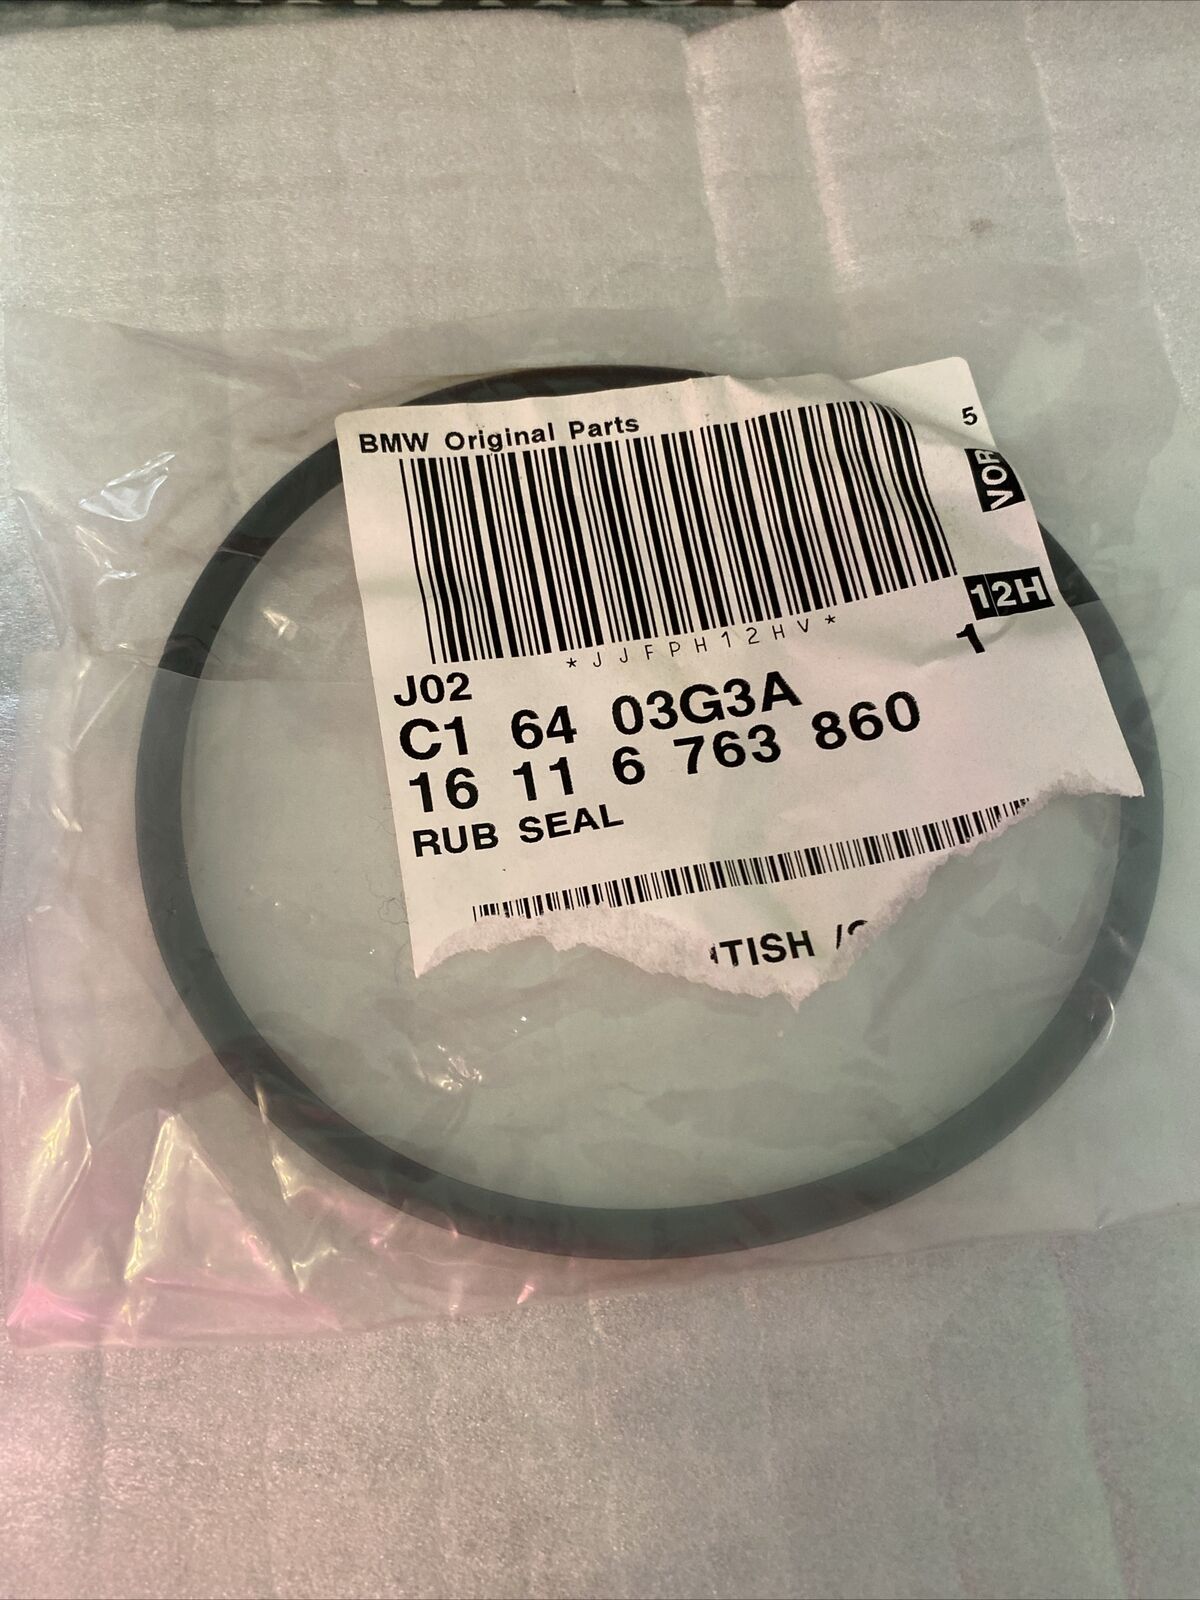 BMW Original Parts
5
VOR
*JJFPH12HV*
12H
1
J02
C1 64 03G3A
16 11 6 763 860
RUB SEAL